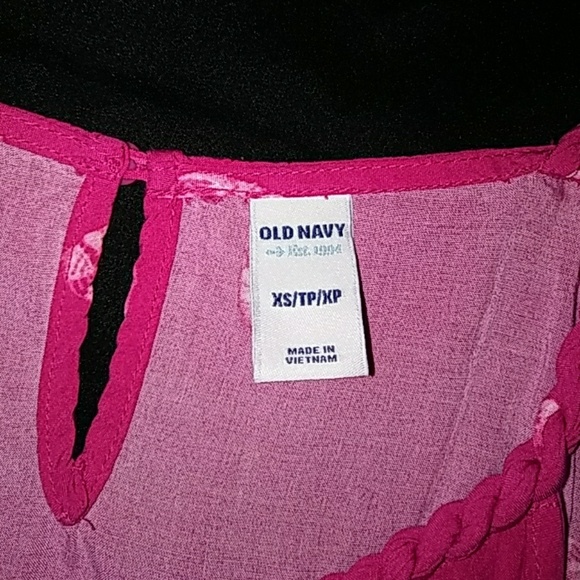 OLD NAVY
Est. 1994
XS/TP/XP
MADE IN
VIETNAM